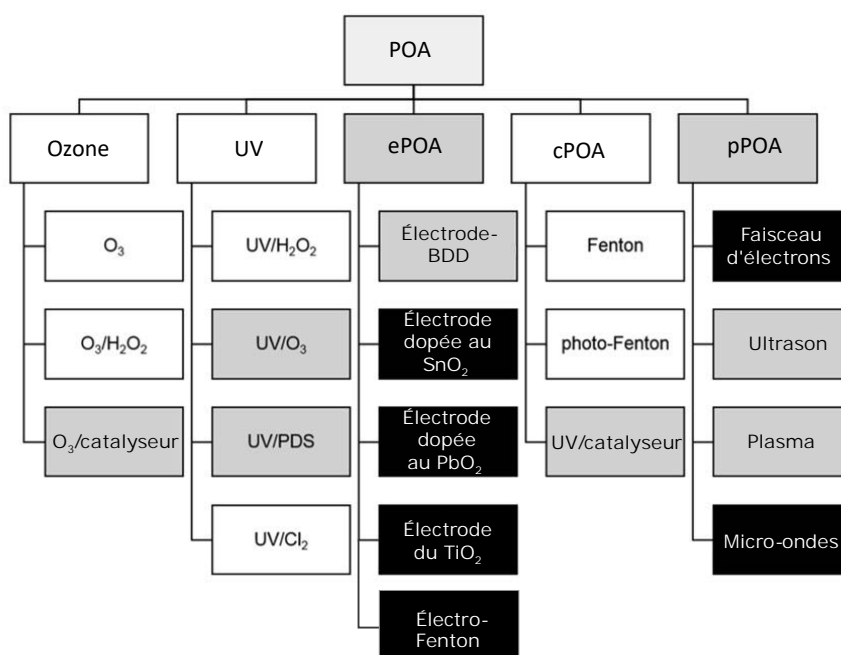 POA
Ozone
UV
ePOA
cPOA
pPOA
O₃
UV/H₂O₂
Électrode-
BDD
Fenton
Faisceau
d'électrons
O₃/H₂O₂
UV/O₃
Électrode
dopée au
SnO₂
photo-Fenton
Ultrason
O₃/catalyseur
UV/PDS
Électrode
dopée
au PbO₂
UV/catalyseur
Plasma
UV/Cl₂
Électrode
du TiO₂
Micro-ondes
Électro-
Fenton